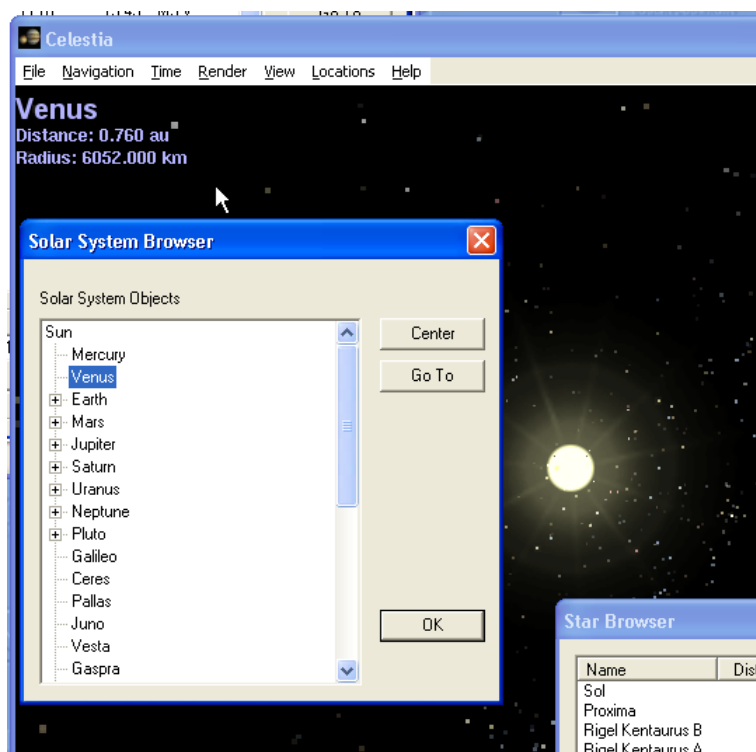 Celestia
File Navigation Time Render View Locations Help
Venus
Distance: 0.760 au
Radius: 6052.000 km
Solar System Browser
Solar System Objects
Sun
Mercury
Venus
Earth
Mars
Jupiter
Saturn
Uranus
Neptune
Pluto
Galileo
Ceres
Pallas
Juno
Vesta
Gaspra
Center
Go To
OK
Star Browser
Name
Sol
Proxima
Rigel Kentaurus B
Rigel Kentaurus A